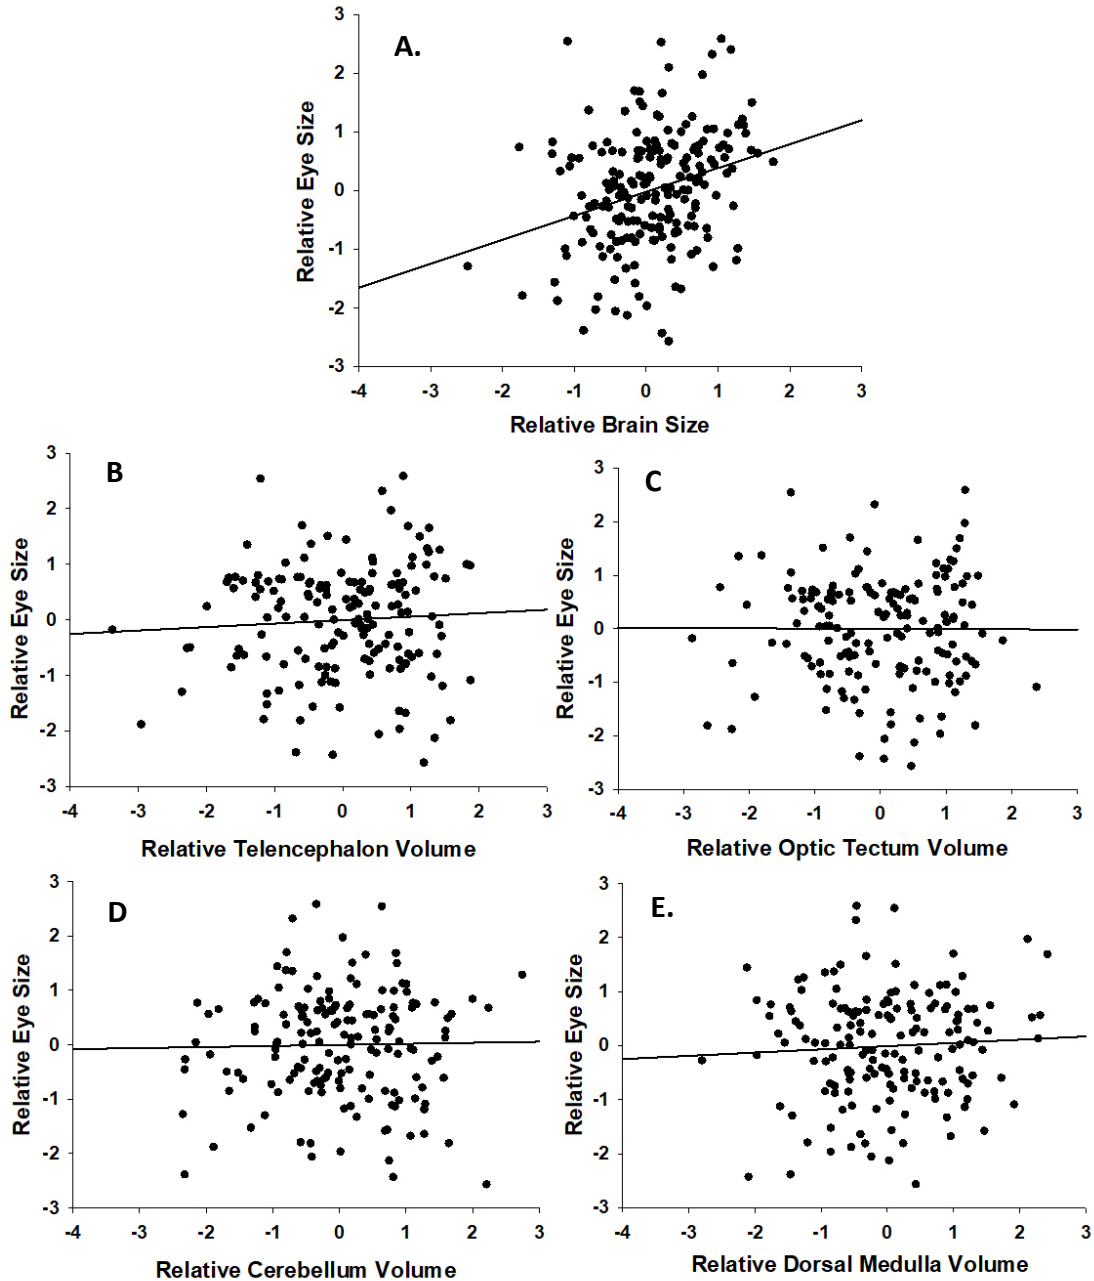 A.
3
2
1
0
-1
-2
-3
Relative Eye Size
-4 -3 -2 -1 0 1 2 3
Relative Brain Size
B
3
2
1
0
-1
-2
-3
Relative Eye Size
-4 -3 -2 -1 0 1 2 3
Relative Telencephalon Volume
C
3
2
1
0
-1
-2
-3
Relative Eye Size
-4 -3 -2 -1 0 1 2 3
Relative Optic Tectum Volume
D
3
2
1
0
-1
-2
-3
Relative Eye Size
-4 -3 -2 -1 0 1 2 3
Relative Cerebellum Volume
E.
3
2
1
0
-1
-2
-3
Relative Eye Size
-4 -3 -2 -1 0 1 2 3
Relative Dorsal Medulla Volume